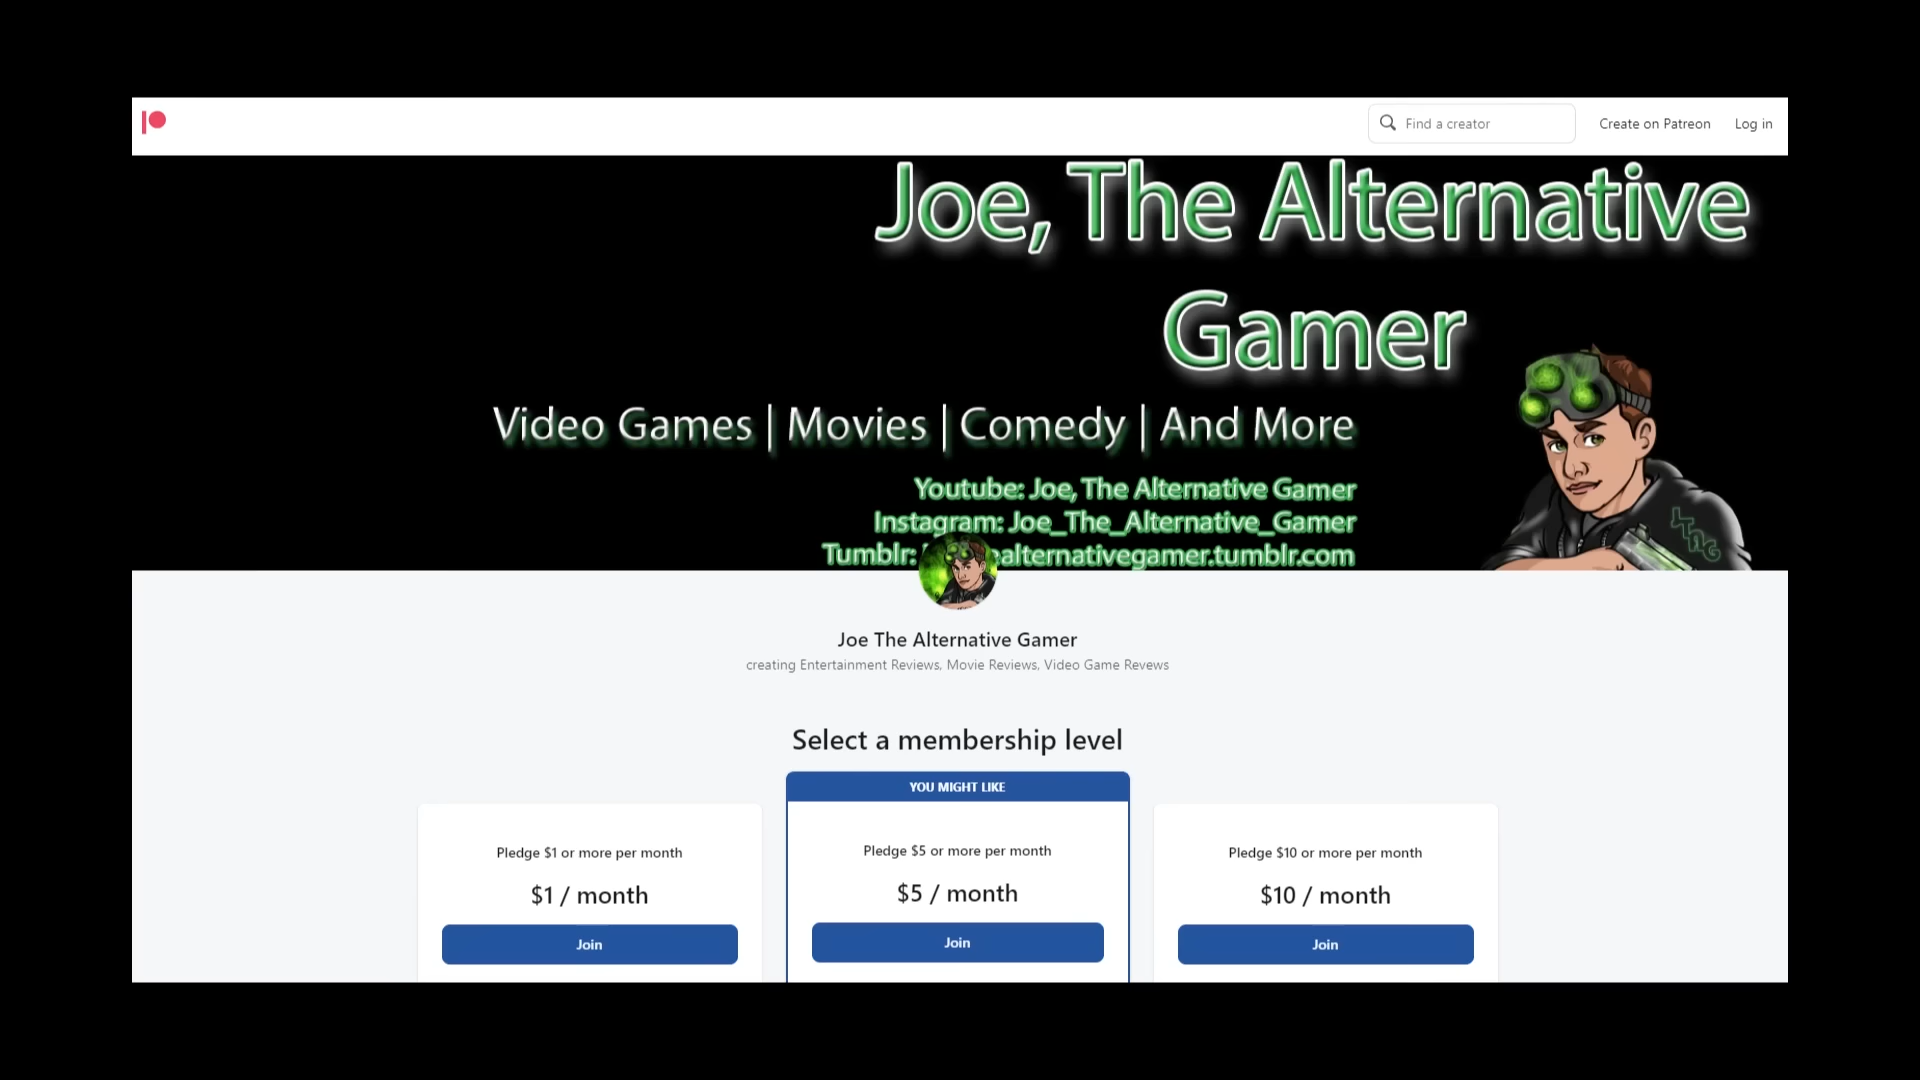 Find a creator
Create on Patreon
Log in
Joe, The Alternative
Gamer
Video Games | Movies | Comedy | And More
Youtube: Joe, The Alternative Gamer
Instagram: Joe_The_Alternative_Gamer
Tumblr: ealternativegamer.tumblr.com
JTAG
Joe The Alternative Gamer
creating Entertainment Reviews, Movie Reviews, Video Game Revews
Select a membership level
YOU MIGHT LIKE
Pledge $1 or more per month
$1 / month
Join
Pledge $5 or more per month
$5 / month
Join
Pledge $10 or more per month
$10 / month
Join